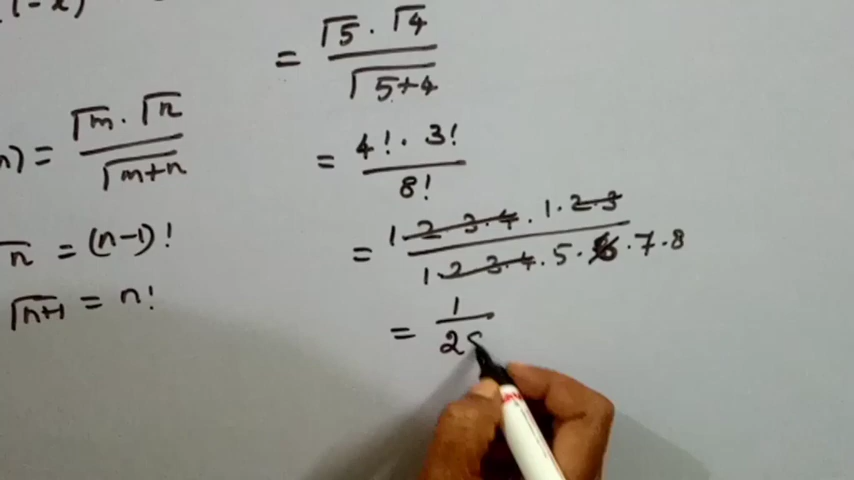 (1-x)
= Γ5 · Γ4 / Γ5+4
n) = Γm · Γn / Γm+n
= 4! · 3! / 8!
Γn = (n-1)!
= 1 · 2 · 3 · 4 · 1 · 2 · 3 / 1 · 2 · 3 · 4 · 5 · 6 · 7 · 8
Γn+1 = n!
= 1 / 28